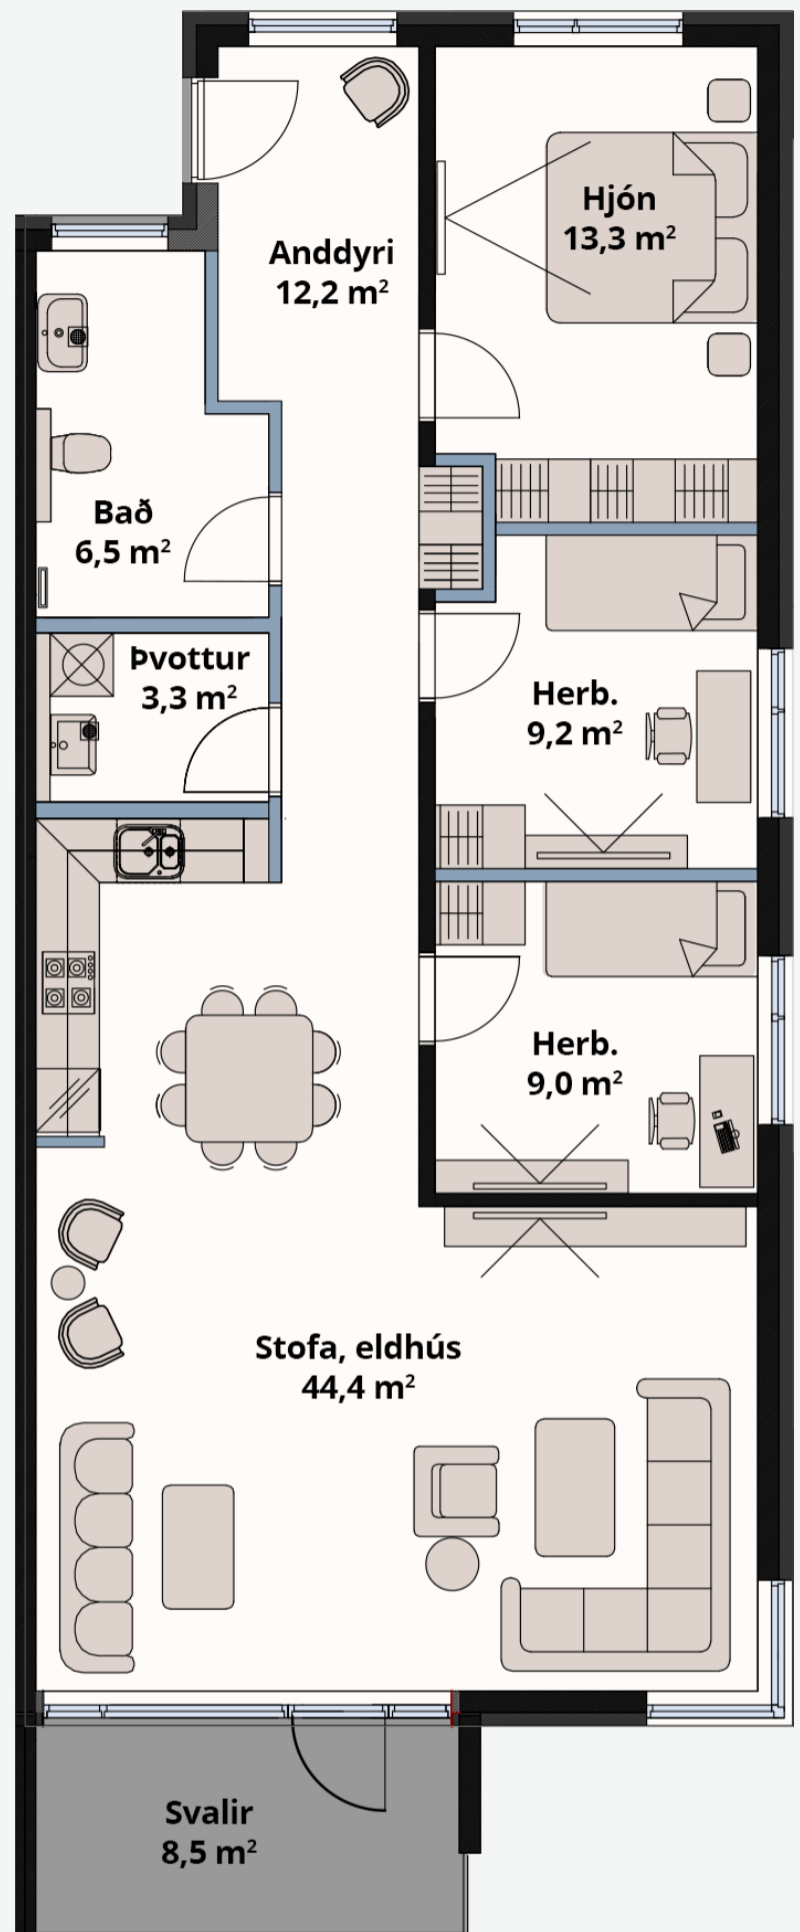 Hjón
13,3 m²
Anddyri
12,2 m²
Bað
6,5 m²
Þvottur
3,3 m²
Herb.
9,2 m²
Herb.
9,0 m²
Stofa, eldhús
44,4 m²
Svalir
8,5 m²